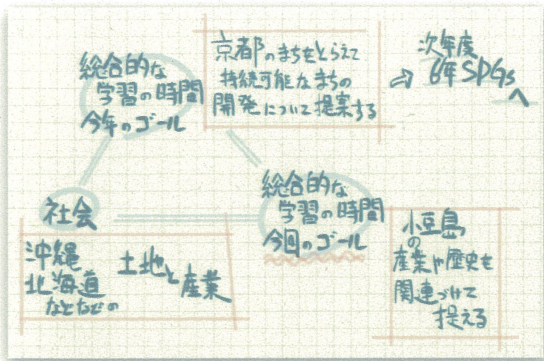 総合的な
学習の時間
今年のゴール
京都のまちをとらえて
持続可能なまちの
開発について提案する
⇨ 次年度
6年SDGs
へ
社会
沖縄
北海道
などなどの
土地と産業
総合的な
学習の時間
今回のゴール
小豆島
の
産業や歴史を
関連づけて
捉える